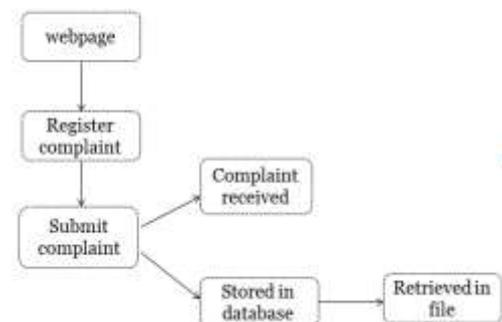 webpage
Register
complaint
Complaint
received
Submit
complaint
Stored in
database
Retrieved in
file